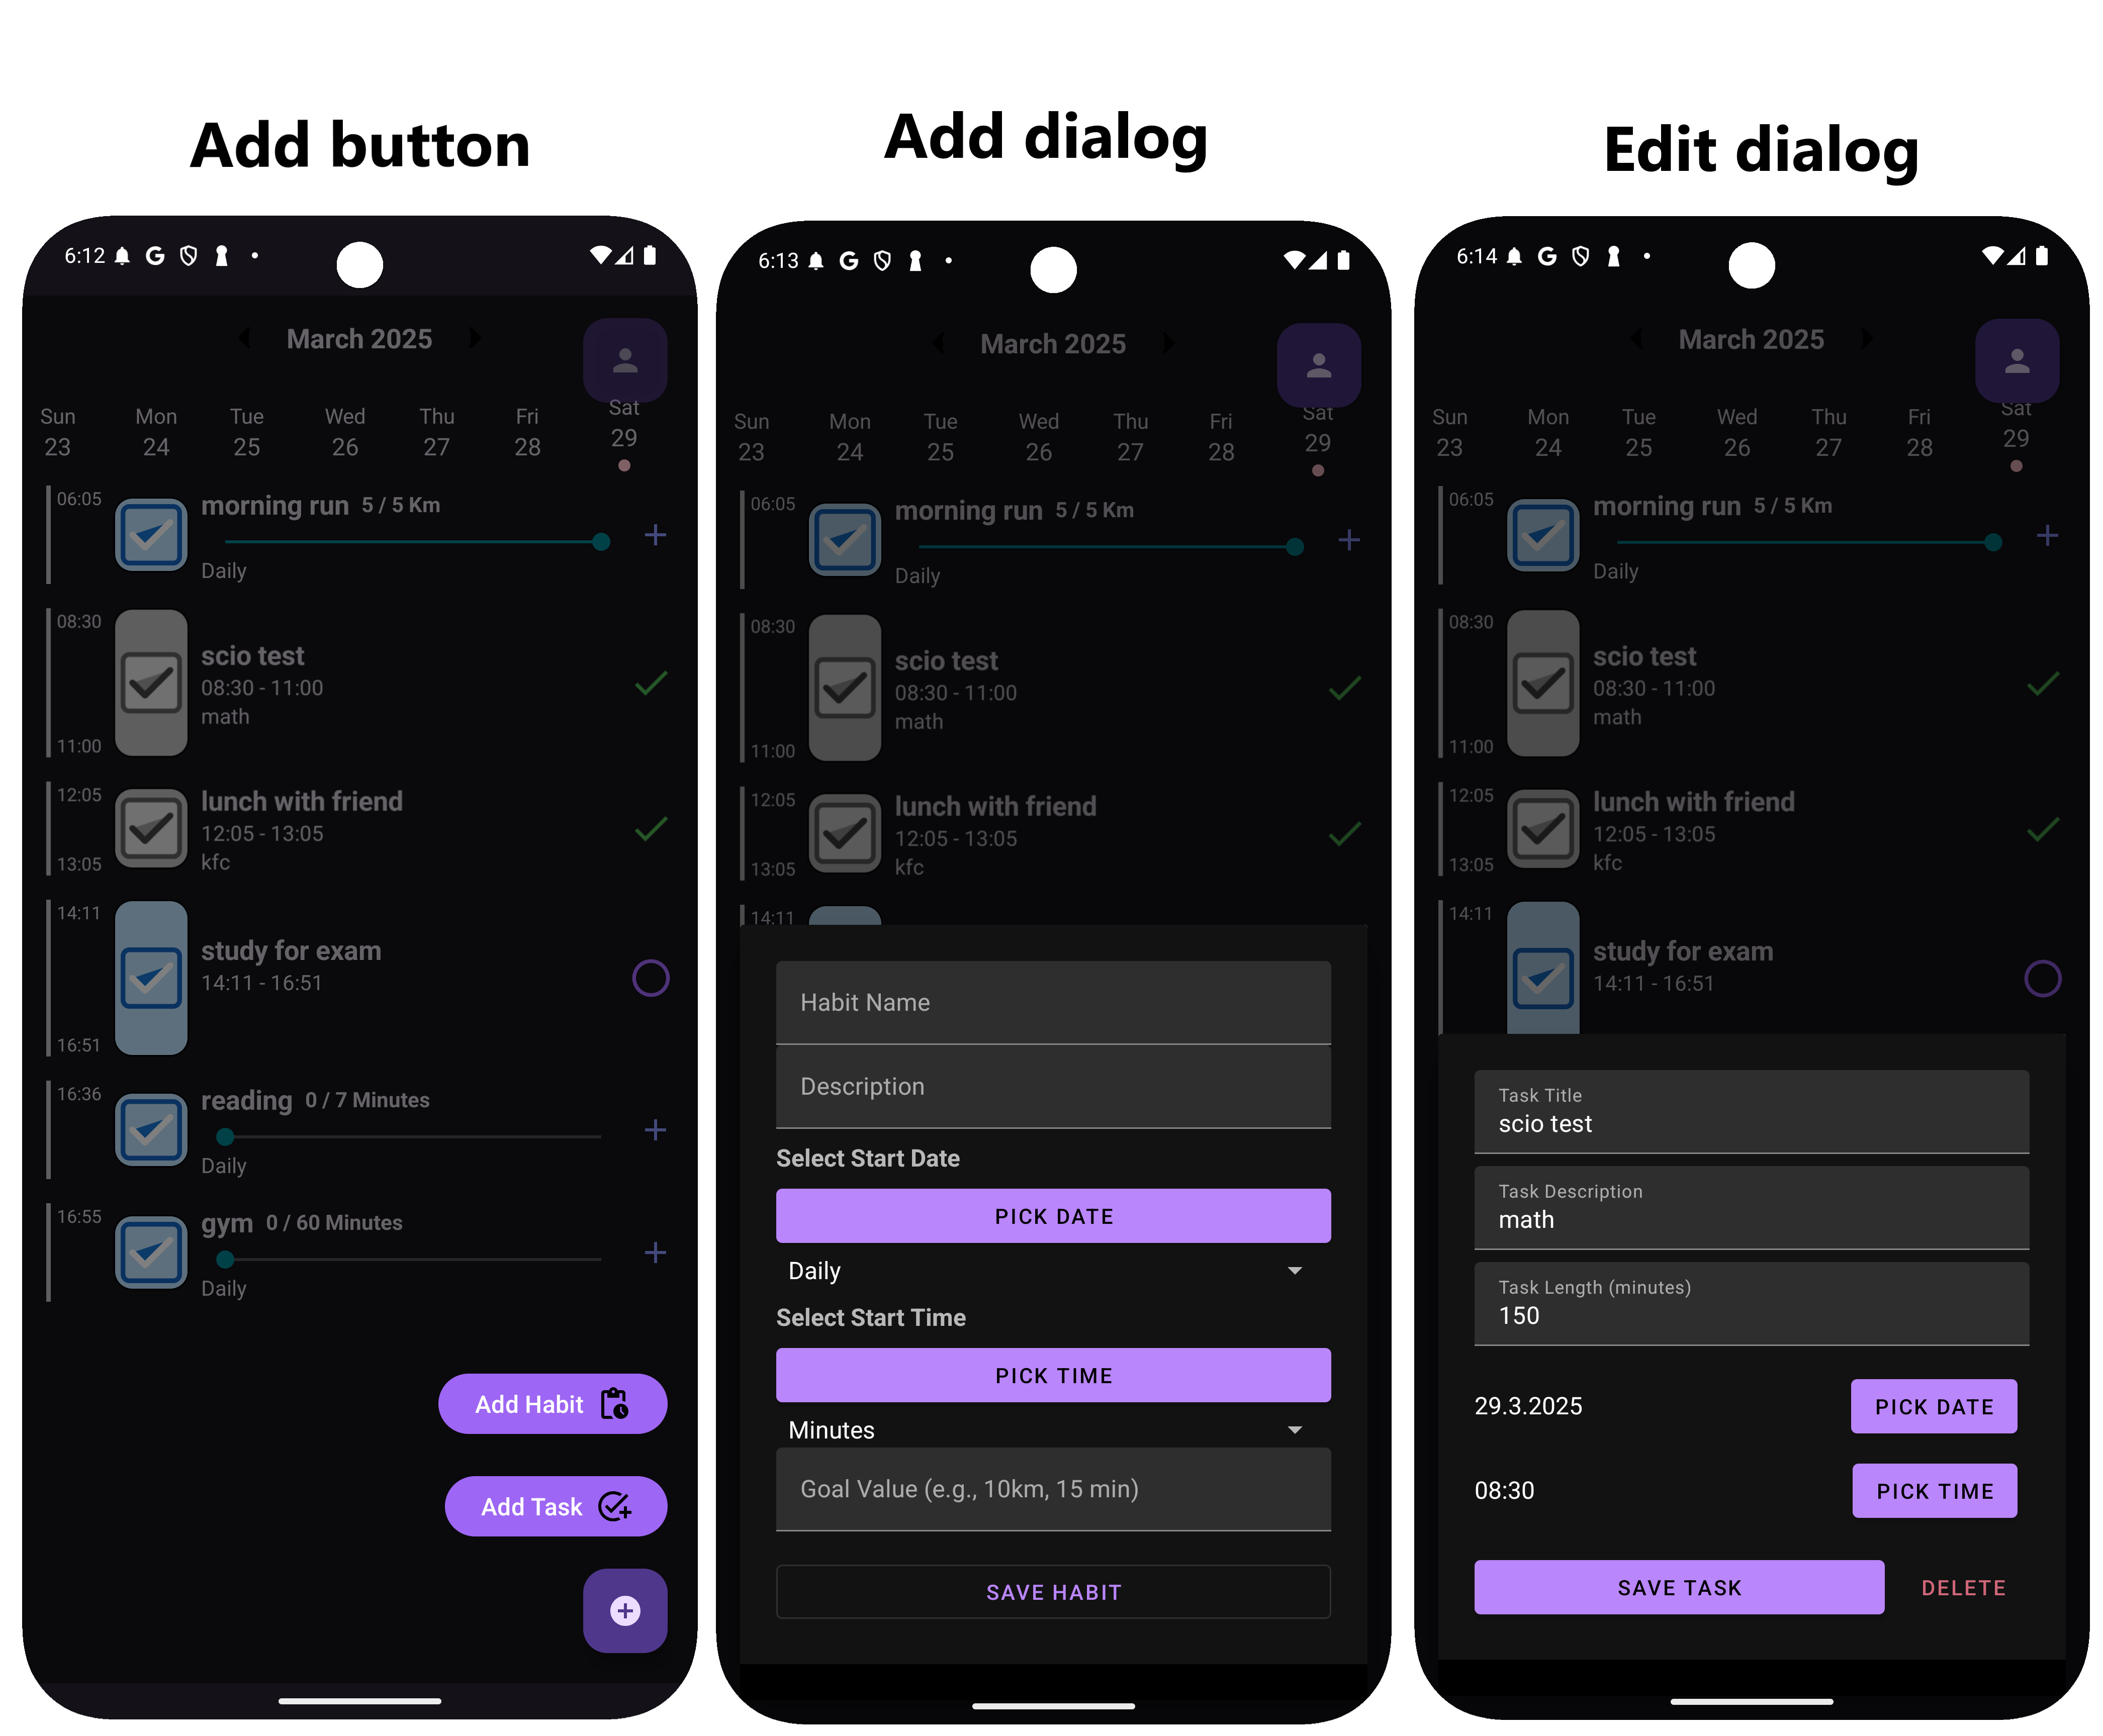 Add button
6:12
March 2025
Sun Mon Tue Wed Thu Fri Sat
23 24 25 26 27 28 29
06:05
morning run 5 / 5 Km
Daily
08:30
scio test
08:30 - 11:00
math
11:00
12:05
lunch with friend
12:05 - 13:05
kfc
13:05
14:11
study for exam
14:11 - 16:51
16:51
16:36
reading 0 / 7 Minutes
Daily
16:55
gym 0 / 60 Minutes
Daily
Add Habit
Add Task
Add dialog
6:13
March 2025
Sun Mon Tue Wed Thu Fri Sat
23 24 25 26 27 28 29
06:05
morning run 5 / 5 Km
Daily
08:30
scio test
08:30 - 11:00
math
11:00
12:05
lunch with friend
12:05 - 13:05
kfc
13:05
14:11
Habit Name
Description
Select Start Date
PICK DATE
Daily
Select Start Time
PICK TIME
Minutes
Goal Value (e.g., 10km, 15 min)
SAVE HABIT
Edit dialog
6:14
March 2025
Sun Mon Tue Wed Thu Fri Sat
23 24 25 26 27 28 29
06:05
morning run 5 / 5 Km
Daily
08:30
scio test
08:30 - 11:00
math
11:00
12:05
lunch with friend
12:05 - 13:05
kfc
13:05
14:11
study for exam
14:11 - 16:51
Task Title
scio test
Task Description
math
Task Length (minutes)
150
29.3.2025 PICK DATE
08:30 PICK TIME
SAVE TASK DELETE